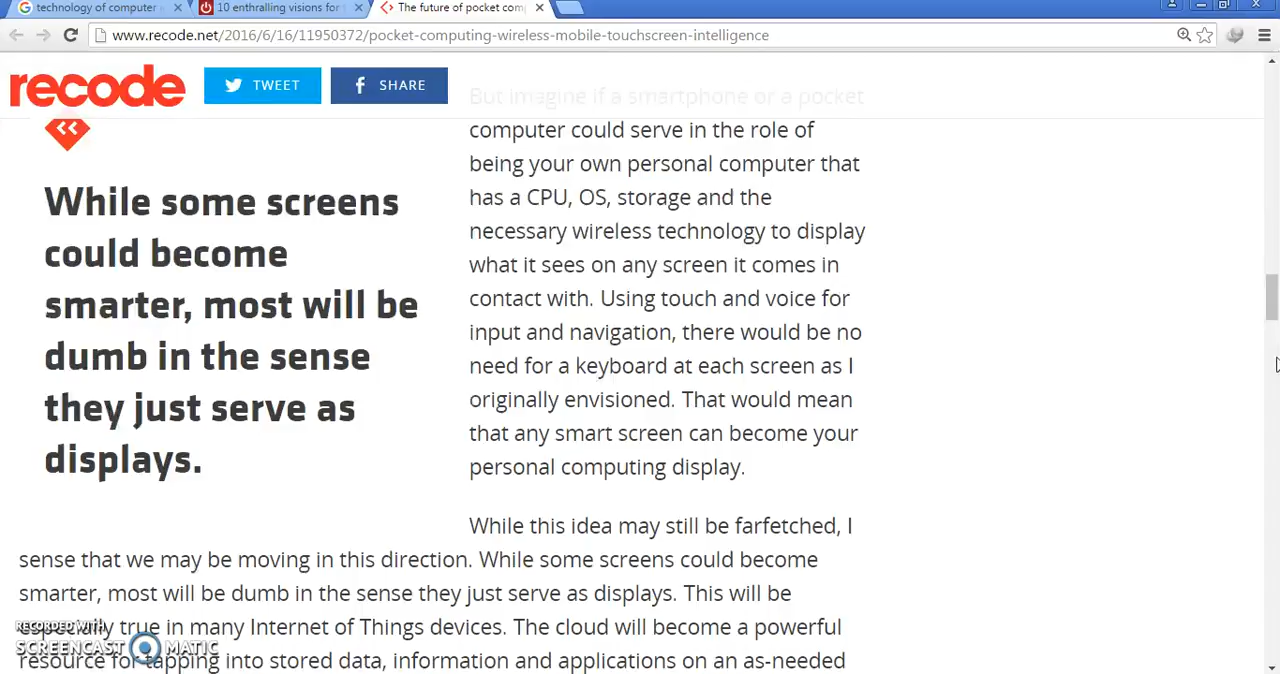 technology of computer
10 enthralling visions for
The future of pocket com
www.recode.net/2016/6/16/11950372/pocket-computing-wireless-mobile-touchscreen-intelligence
recode
TWEET
SHARE
While some screens
could become
smarter, most will be
dumb in the sense
they just serve as
displays.
But imagine if a smartphone or a pocket
computer could serve in the role of
being your own personal computer that
has a CPU, OS, storage and the
necessary wireless technology to display
what it sees on any screen it comes in
contact with. Using touch and voice for
input and navigation, there would be no
need for a keyboard at each screen as I
originally envisioned. That would mean
that any smart screen can become your
personal computing display.
While this idea may still be farfetched, I
sense that we may be moving in this direction. While some screens could become
smarter, most will be dumb in the sense they just serve as displays. This will be
especially true in many Internet of Things devices. The cloud will become a powerful
resource for tapping into stored data, information and applications on an as-needed
RECORDED WITH
SCREENCAST MATIC